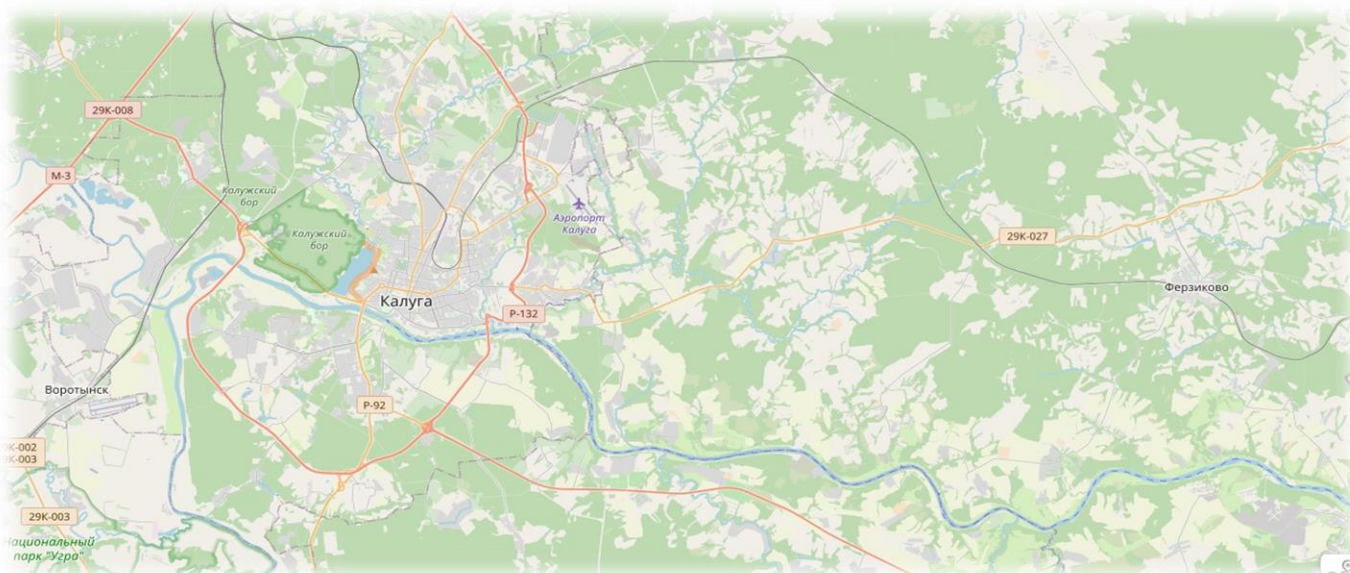 29К-008
М-3
Калужский
бор
Калужский
бор
Аэропорт
Калуга
29К-027
Ферзиково
Калуга
Р-132
Воротынск
Р-92
К-002
К-003
29К-003
Национальный
парк "Угра"